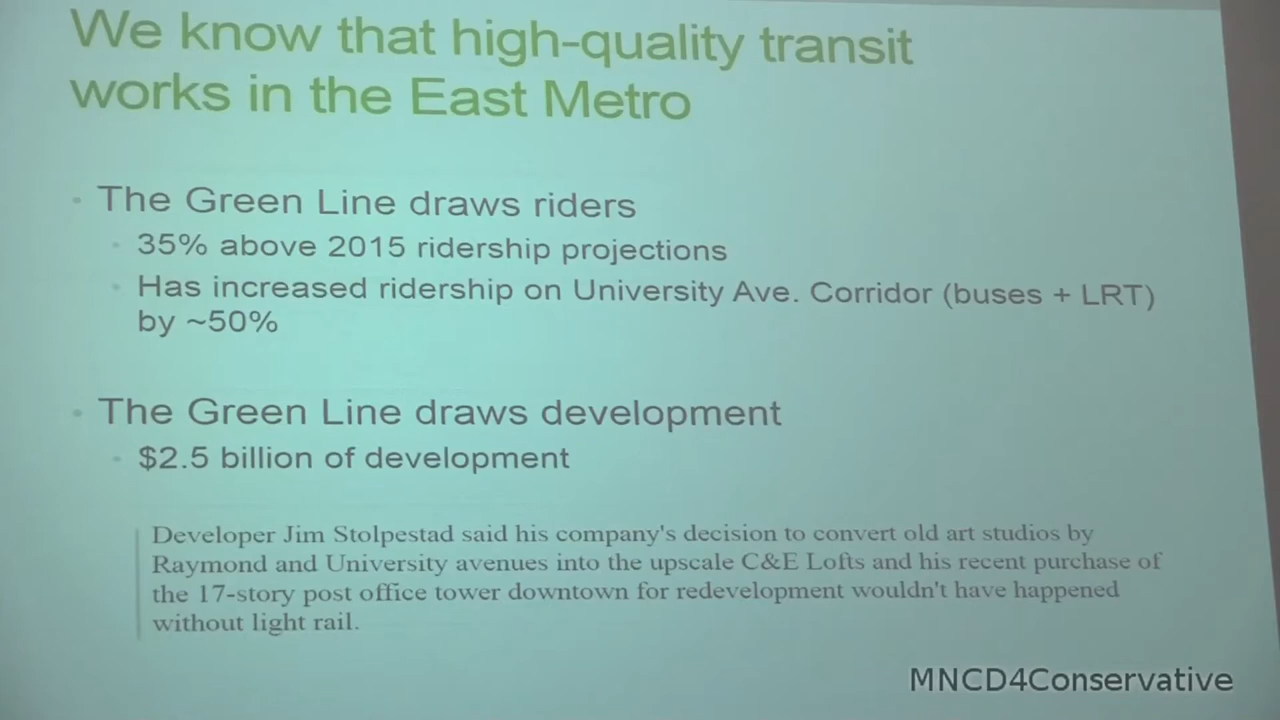 We know that high-quality transit
works in the East Metro
• The Green Line draws riders
• 35% above 2015 ridership projections
• Has increased ridership on University Ave. Corridor (buses + LRT)
by ~50%
• The Green Line draws development
• $2.5 billion of development
Developer Jim Stolpestad said his company's decision to convert old art studios by
Raymond and University avenues into the upscale C&E Lofts and his recent purchase of
the 17-story post office tower downtown for redevelopment wouldn't have happened
without light rail.
MNCD4Conservative